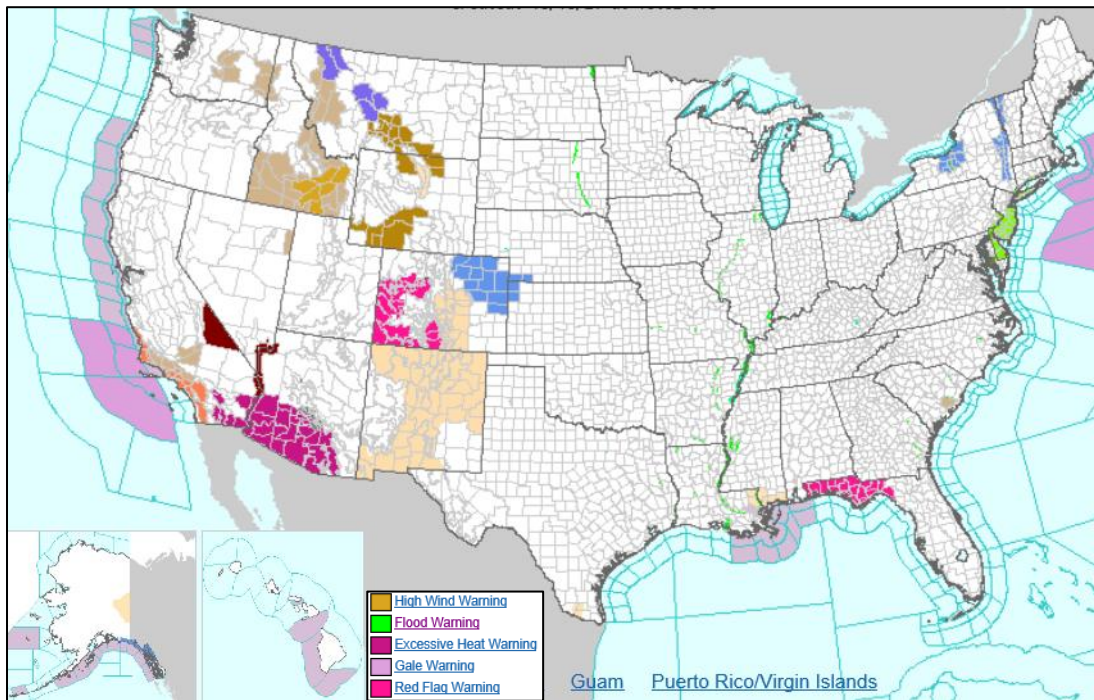 High Wind Warning
Flood Warning
Excessive Heat Warning
Gale Warning
Red Flag Warning
Guam Puerto Rico/Virgin Islands